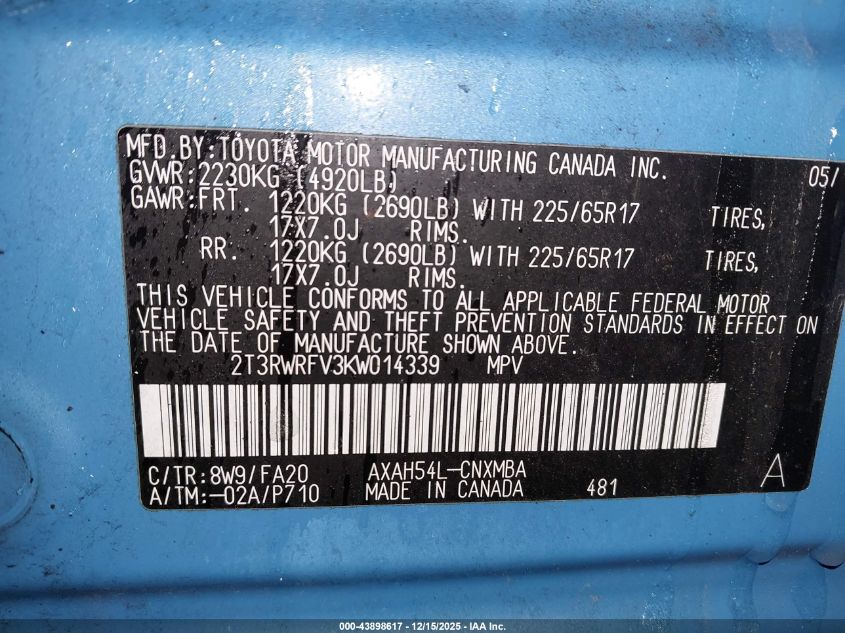 MFD.BY:TOYOTA MOTOR MANUFACTURING CANADA INC. 05/
GVWR:2230KG (4920LB)
GAWR:FRT. 1220KG (2690LB) WITH 225/65R17 TIRES,
17X7.0J RIMS.
RR. 1220KG (2690LB) WITH 225/65R17 TIRES,
17X7.0J RIMS.
THIS VEHICLE CONFORMS TO ALL APPLICABLE FEDERAL MOTOR
VEHICLE SAFETY AND THEFT PREVENTION STANDARDS IN EFFECT ON
THE DATE OF MANUFACTURE SHOWN ABOVE.
2T3RWRFV3KW014339 MPV
C/TR:8W9/FA20 AXAH54L-CNXMBA A
A/TM:-02A/P710 MADE IN CANADA 481
000-43898617 - 12/15/2025 - IAA Inc.